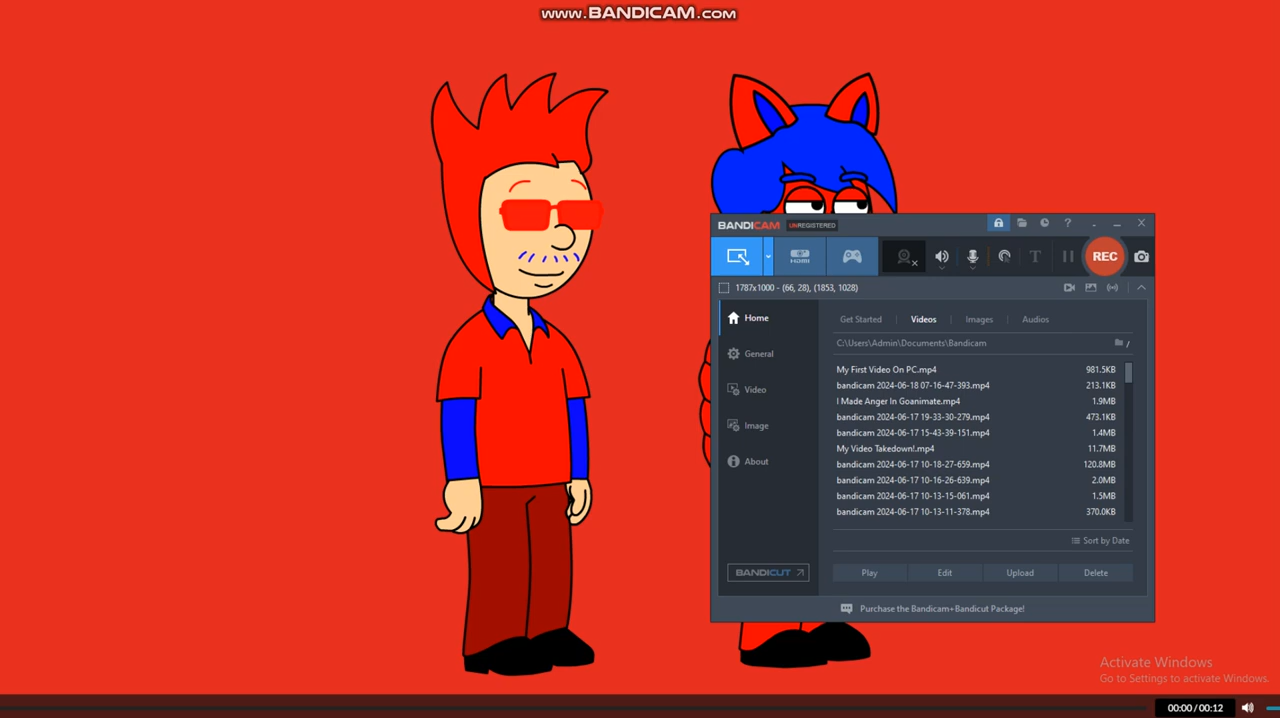 www.BANDICAM.com
BANDICAM UNREGISTERED
HDMI
T
REC
1787x1000 - (66, 28), (1853, 1028)
Home
General
Video
Image
About
BANDICUT
Get Started
Videos
Images
Audios
C:\Users\Admin\Documents\Bandicam
My First Video On PC.mp4 981.5KB
bandicam 2024-06-18 07-16-47-393.mp4 213.1KB
I Made Anger In Goanimate.mp4 1.9MB
bandicam 2024-06-17 19-33-30-279.mp4 473.1KB
bandicam 2024-06-17 15-43-39-151.mp4 1.4MB
My Video Takedown!.mp4 11.7MB
bandicam 2024-06-17 10-18-27-659.mp4 120.8MB
bandicam 2024-06-17 10-16-26-639.mp4 2.0MB
bandicam 2024-06-17 10-13-15-061.mp4 1.5MB
bandicam 2024-06-17 10-13-11-378.mp4 370.0KB
Sort by Date
Play
Edit
Upload
Delete
Purchase the Bandicam+Bandicut Package!
Activate Windows
Go to Settings to activate Windows.
00:00 / 00:12